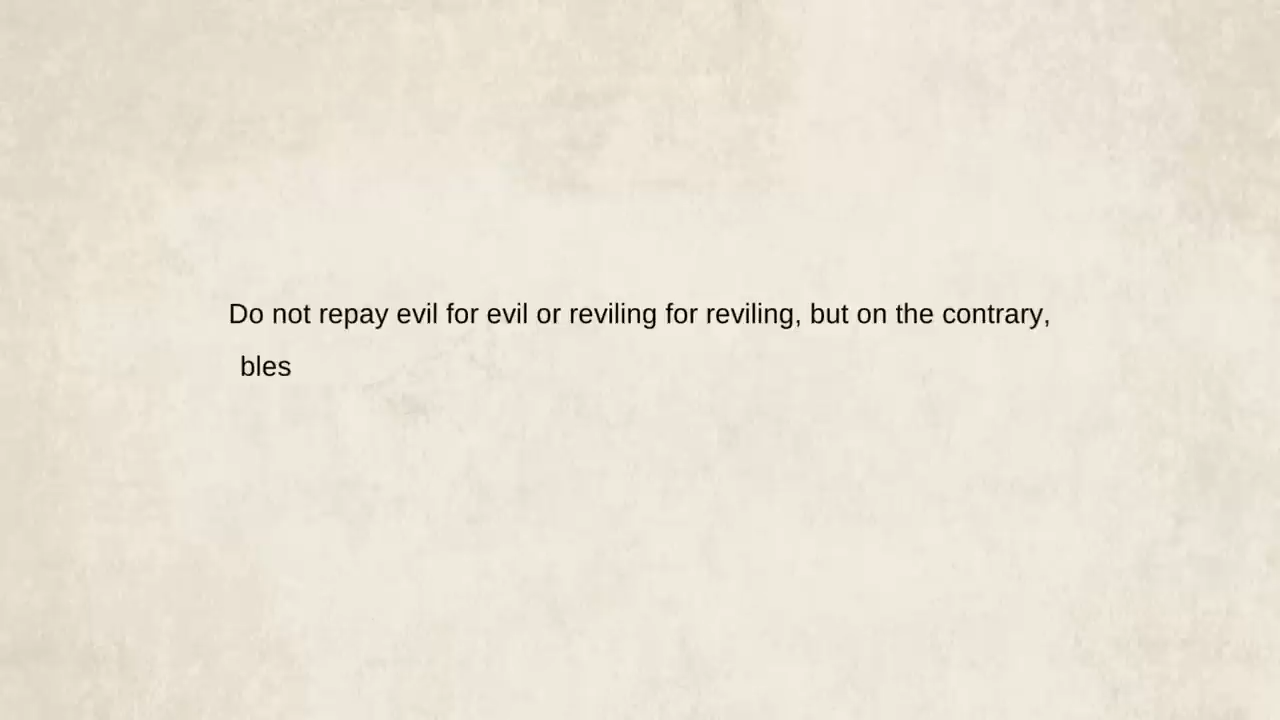 Do not repay evil for evil or reviling for reviling, but on the contrary,
bles